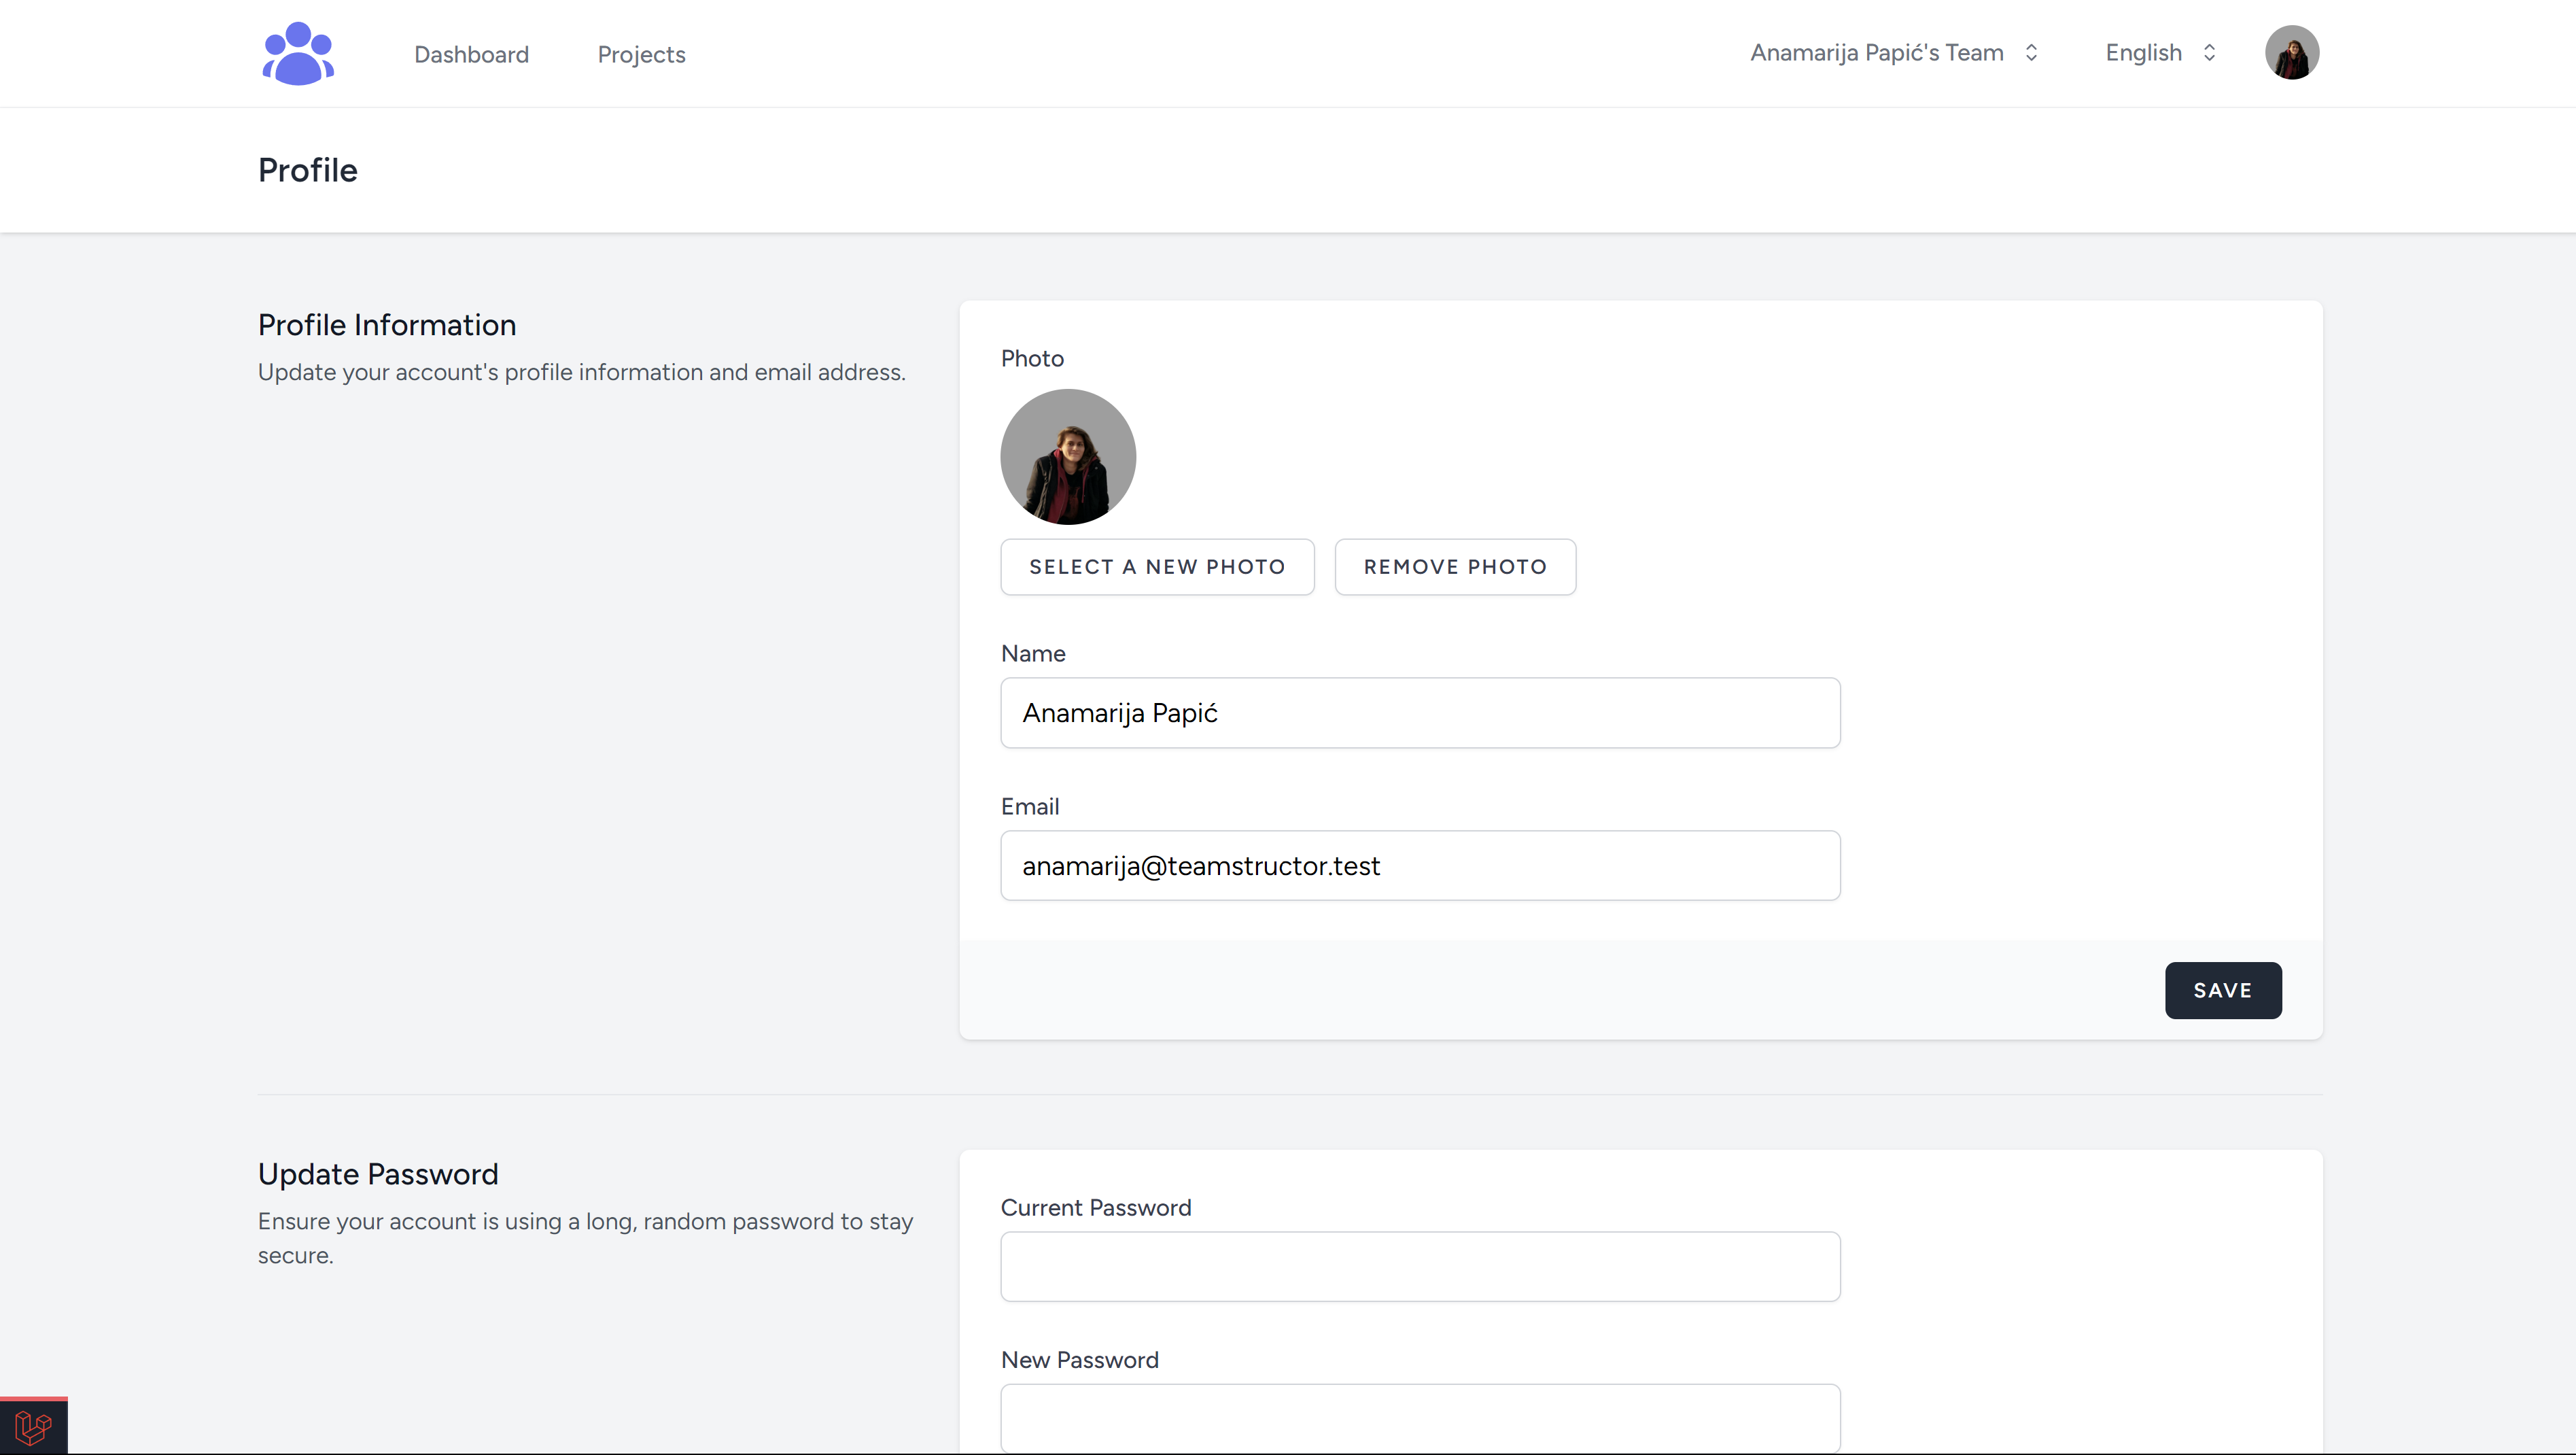 Dashboard
Projects
Anamarija Papić's Team
English
Profile
Profile Information
Update your account's profile information and email address.
Photo
SELECT A NEW PHOTO
REMOVE PHOTO
Name
Anamarija Papić
Email
anamarija@teamstructor.test
SAVE
Update Password
Ensure your account is using a long, random password to stay
secure.
Current Password
New Password